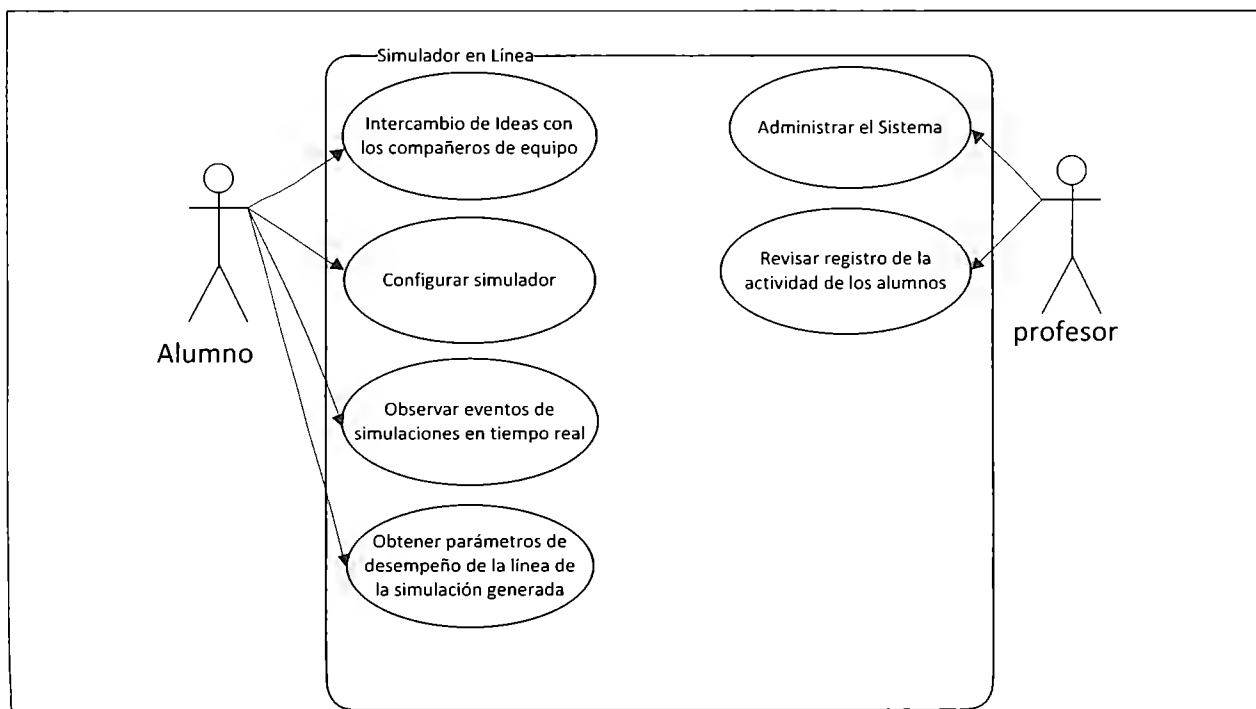 Simulador en Línea
Intercambio de Ideas con
los compañeros de equipo
Administrar el Sistema
Configurar simulador
Revisar registro de la
actividad de los alumnos
Alumno
profesor
Observar eventos de
simulaciones en tiempo real
Obtener parámetros de
desempeño de la línea de
la simulación generada